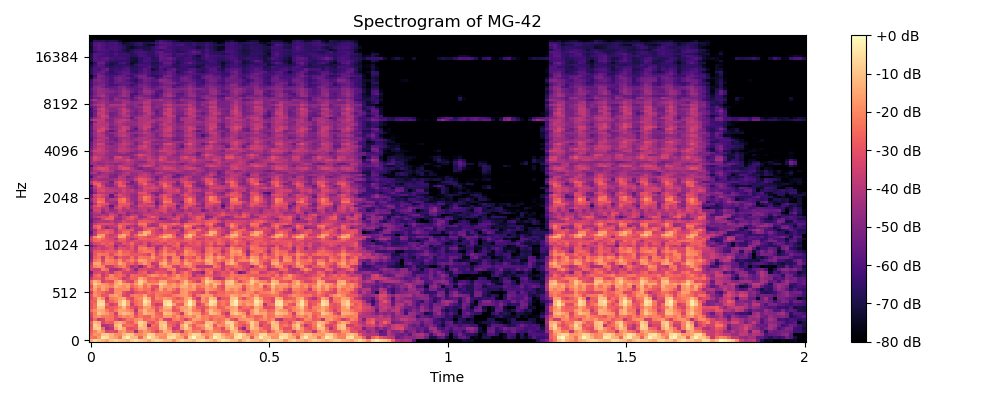 Spectrogram of MG-42
Hz
16384
8192
4096
2048
1024
512
0
0 0.5 1 1.5 2
Time
+0 dB
-10 dB
-20 dB
-30 dB
-40 dB
-50 dB
-60 dB
-70 dB
-80 dB